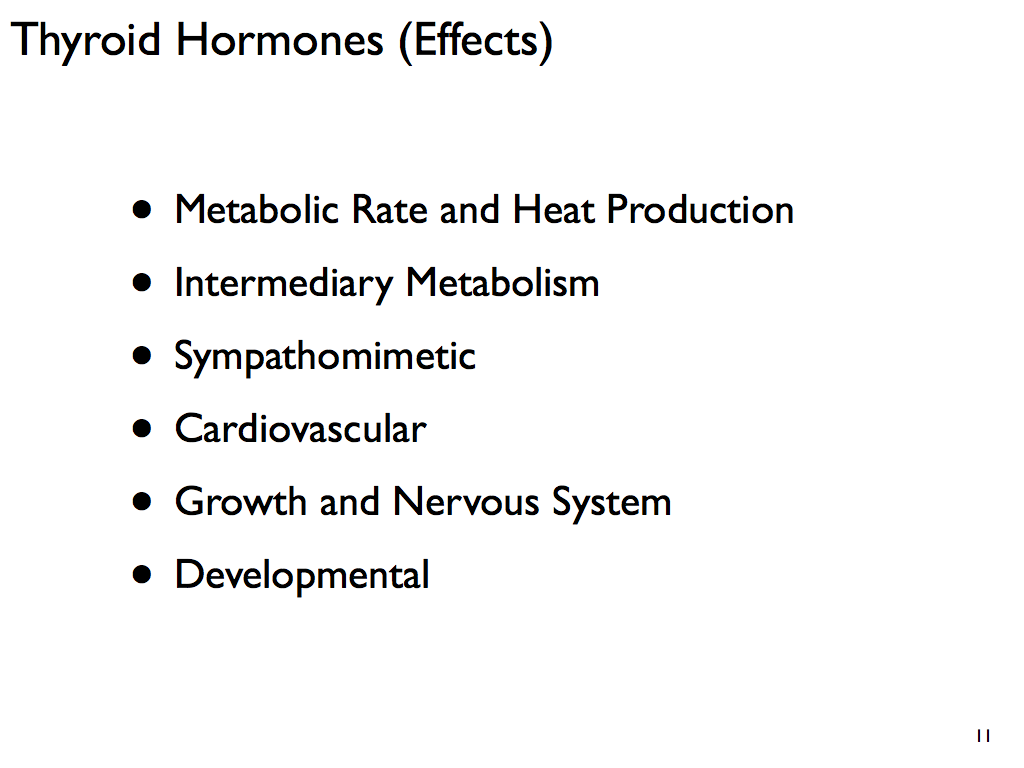 Thyroid Hormones (Effects)
• Metabolic Rate and Heat Production
• Intermediary Metabolism
• Sympathomimetic
• Cardiovascular
• Growth and Nervous System
• Developmental
11